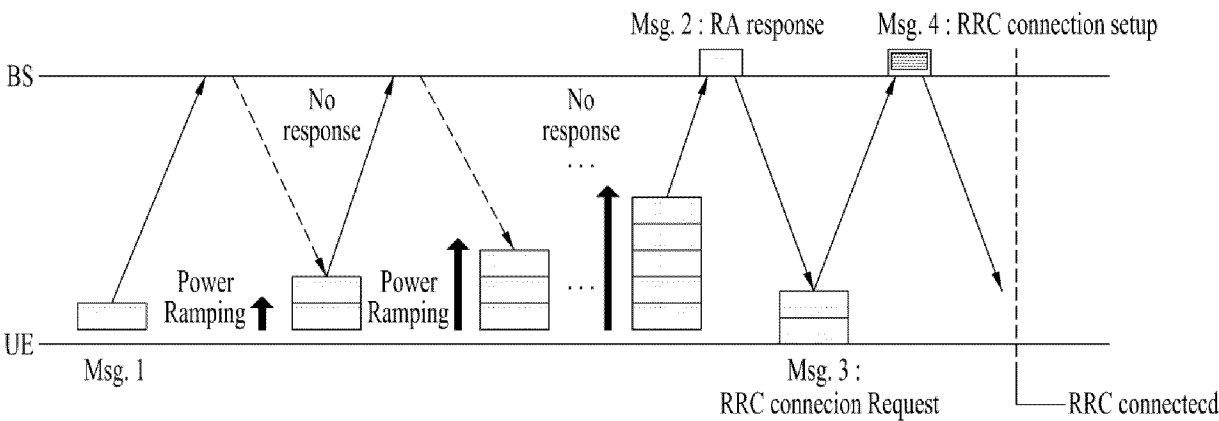 Msg. 2 : RA response
Msg. 4 : RRC connection setup
BS
No
response
No
response
. . .
Power
Ramping
Power
Ramping
. . .
UE
Msg. 1
Msg. 3 :
RRC connecion Request
RRC connectecd